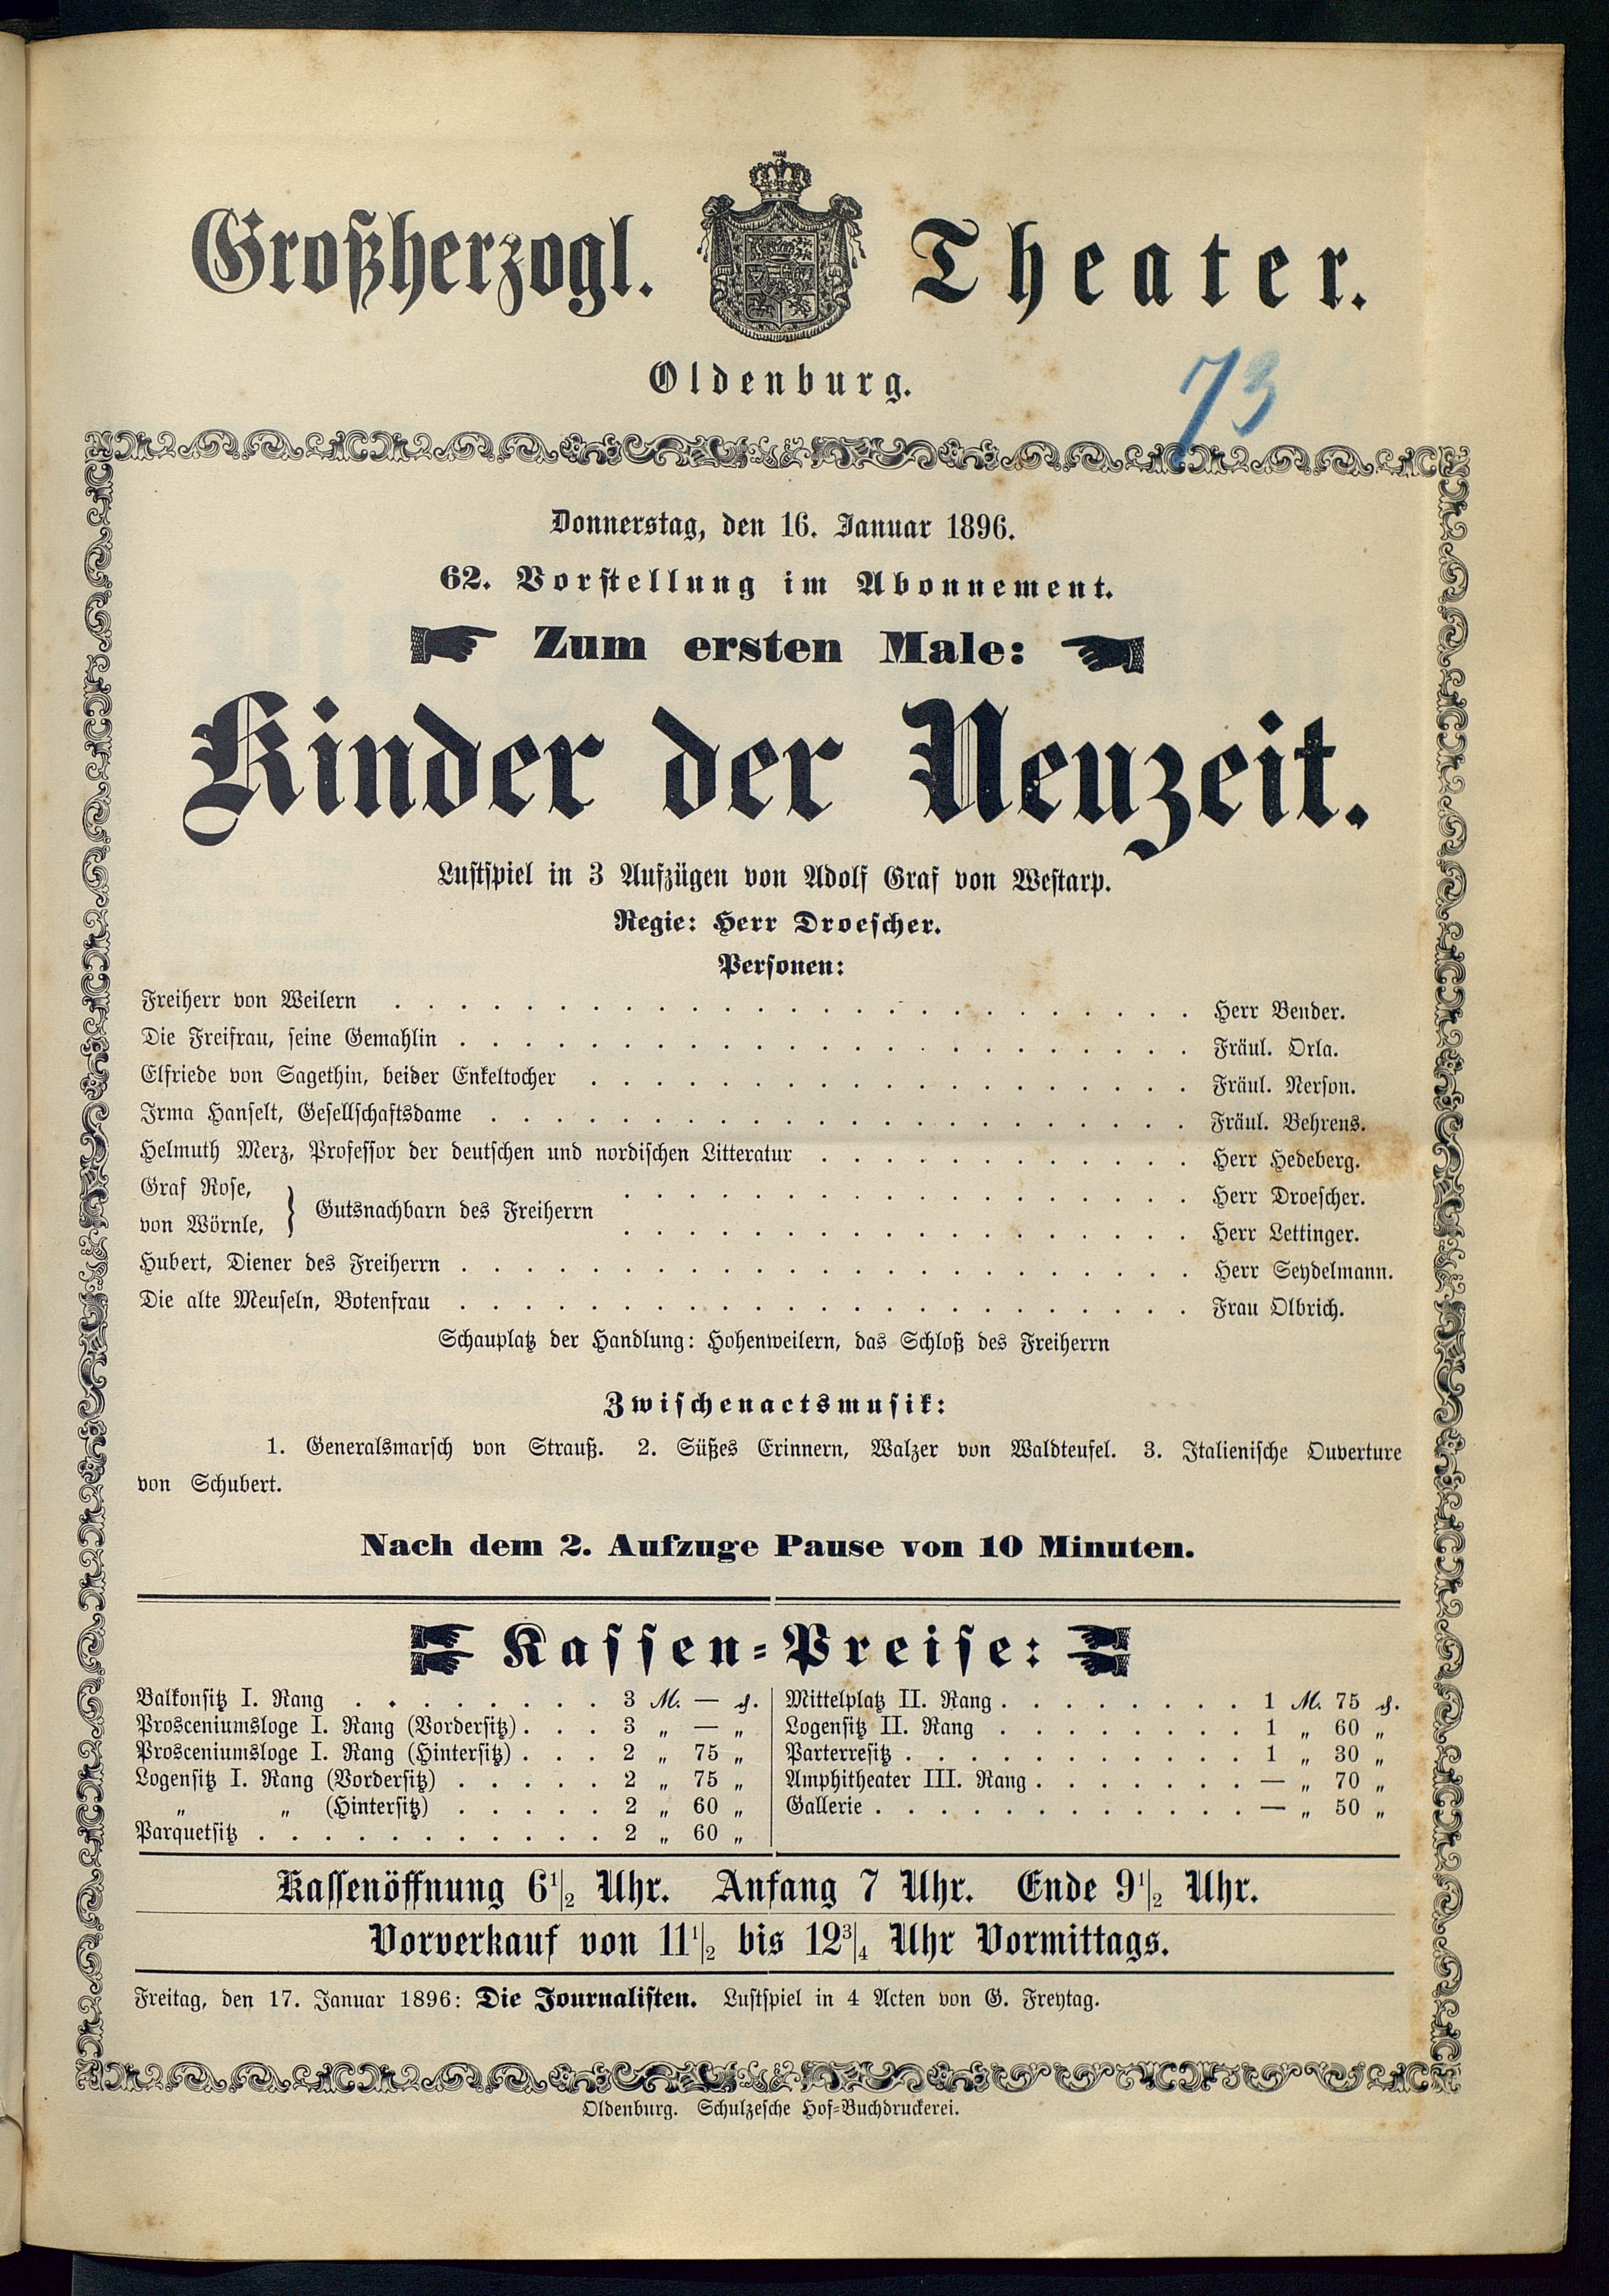 Großherzogl. Theater.
Oldenburg.
73
Donnerstag, den 16. Januar 1896.
62. Vorstellung im Abonnement.
Zum ersten Male:
Kinder der Neuzeit.
Lustspiel in 3 Aufzügen von Adolf Graf von Westarp.
Regie: Herr Droescher.
Personen:
Freiherr von Weilern . . . . . Herr Bender.
Die Freifrau, seine Gemahlin . . . . . Fräul. Orla.
Elfriede von Sagethin, beider Enkeltocher . . . . . Fräul. Nerson.
Irma Hanselt, Gesellschaftsdame . . . . . Fräul. Behrens.
Helmuth Merz, Professor der deutschen und nordischen Litteratur . . . . . Herr Hedeberg.
Graf Rose, } Gutsnachbarn des Freiherrn . . . . . Herr Droescher.
von Wörnle, . . . . . Herr Lettinger.
Hubert, Diener des Freiherrn . . . . . Herr Seydelmann.
Die alte Meuseln, Botenfrau . . . . . Frau Olbrich.
Schauplatz der Handlung: Hohenweilern, das Schloß des Freiherrn
Zwischenactsmusik:
1. Generalsmarsch von Strauß. 2. Süßes Erinnern, Walzer von Waldteufel. 3. Italienische Ouverture
von Schubert.
Nach dem 2. Aufzuge Pause von 10 Minuten.
Kassen-Preise:
Balkonsitz I. Rang . . . . . 3 M. — ₰.
Prosceniumsloge I. Rang (Vordersitz) . . . 3 „ — „
Prosceniumsloge I. Rang (Hintersitz) . . . 2 „ 75 „
Logensitz I. Rang (Vordersitz) . . . . . 2 „ 75 „
„ „ (Hintersitz) . . . . . 2 „ 60 „
Parquetsitz . . . . . 2 „ 60 „
Mittelplatz II. Rang . . . . . 1 M. 75 ₰.
Logensitz II. Rang . . . . . 1 „ 60 „
Parterresitz . . . . . 1 „ 30 „
Amphitheater III. Rang . . . . . — „ 70 „
Gallerie . . . . . — „ 50 „
Kassenöffnung 6½ Uhr. Anfang 7 Uhr. Ende 9½ Uhr.
Vorverkauf von 11½ bis 12¾ Uhr Vormittags.
Freitag, den 17. Januar 1896: Die Journalisten. Lustspiel in 4 Acten von G. Freytag.
Oldenburg. Schulzesche Hof-Buchdruckerei.